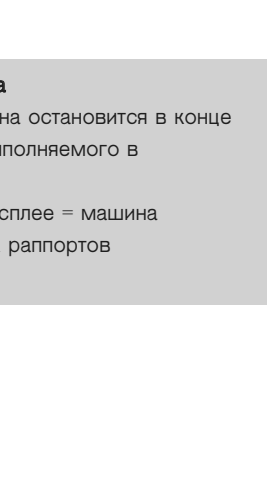 а
на остановится в конце
полняемого в
сплее = машина
раппортов